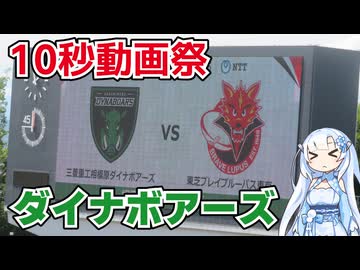 10秒動画祭
NTT
DYNABOARS
VS
BRAVE LUPUS
三菱重工相模原ダイナボアーズ
東芝ブレイブルーパス東京
45
ダイナボアーズ